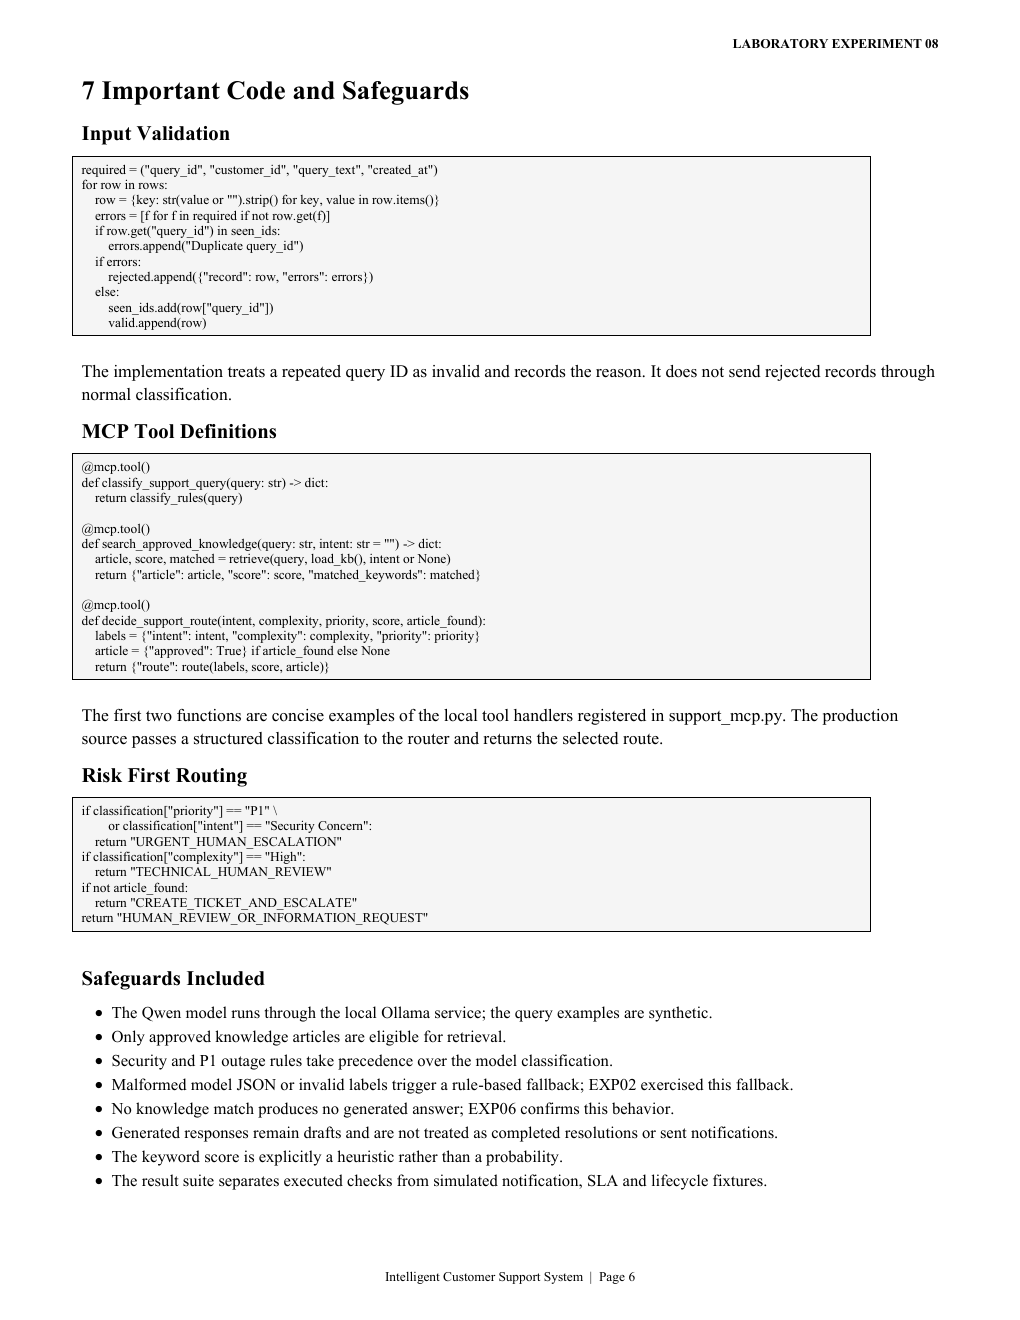 LABORATORY EXPERIMENT 08
7 Important Code and Safeguards
Input Validation
required = ("query_id", "customer_id", "query_text", "created_at")
for row in rows:
    row = {key: str(value or "").strip() for key, value in row.items()}
    errors = [f for f in required if not row.get(f)]
    if row.get("query_id") in seen_ids:
        errors.append("Duplicate query_id")
    if errors:
        rejected.append({"record": row, "errors": errors})
    else:
        seen_ids.add(row["query_id"])
        valid.append(row)
The implementation treats a repeated query ID as invalid and records the reason. It does not send rejected records through
normal classification.
MCP Tool Definitions
@mcp.tool()
def classify_support_query(query: str) -> dict:
    return classify_rules(query)
@mcp.tool()
def search_approved_knowledge(query: str, intent: str = "") -> dict:
    article, score, matched = retrieve(query, load_kb(), intent or None)
    return {"article": article, "score": score, "matched_keywords": matched}
@mcp.tool()
def decide_support_route(intent, complexity, priority, score, article_found):
    labels = {"intent": intent, "complexity": complexity, "priority": priority}
    article = {"approved": True} if article_found else None
    return {"route": route(labels, score, article)}
The first two functions are concise examples of the local tool handlers registered in support_mcp.py. The production
source passes a structured classification to the router and returns the selected route.
Risk First Routing
if classification["priority"] == "P1" \
        or classification["intent"] == "Security Concern":
    return "URGENT_HUMAN_ESCALATION"
if classification["complexity"] == "High":
    return "TECHNICAL_HUMAN_REVIEW"
if not article_found:
    return "CREATE_TICKET_AND_ESCALATE"
return "HUMAN_REVIEW_OR_INFORMATION_REQUEST"
Safeguards Included
• The Qwen model runs through the local Ollama service; the query examples are synthetic.
• Only approved knowledge articles are eligible for retrieval.
• Security and P1 outage rules take precedence over the model classification.
• Malformed model JSON or invalid labels trigger a rule-based fallback; EXP02 exercised this fallback.
• No knowledge match produces no generated answer; EXP06 confirms this behavior.
• Generated responses remain drafts and are not treated as completed resolutions or sent notifications.
• The keyword score is explicitly a heuristic rather than a probability.
• The result suite separates executed checks from simulated notification, SLA and lifecycle fixtures.
Intelligent Customer Support System | Page 6